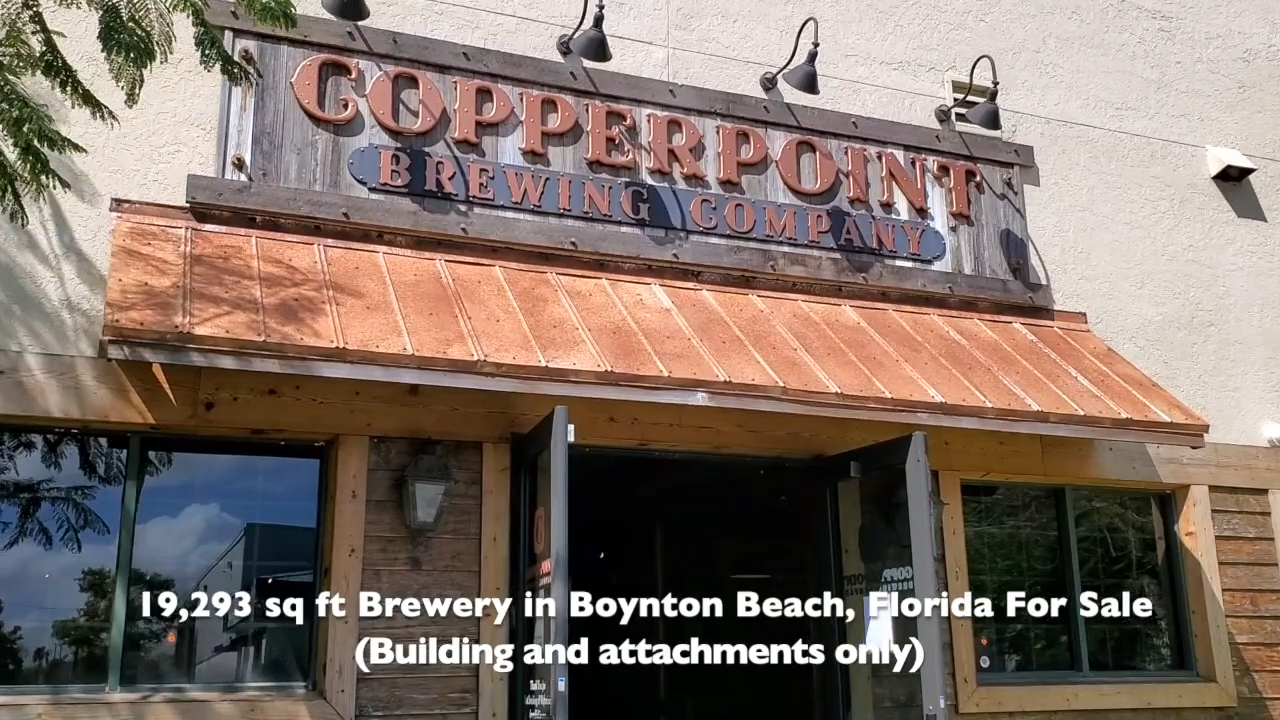 COPPERPOINT
BREWING COMPANY
19,293 sq ft Brewery in Boynton Beach, Florida For Sale
(Building and attachments only)